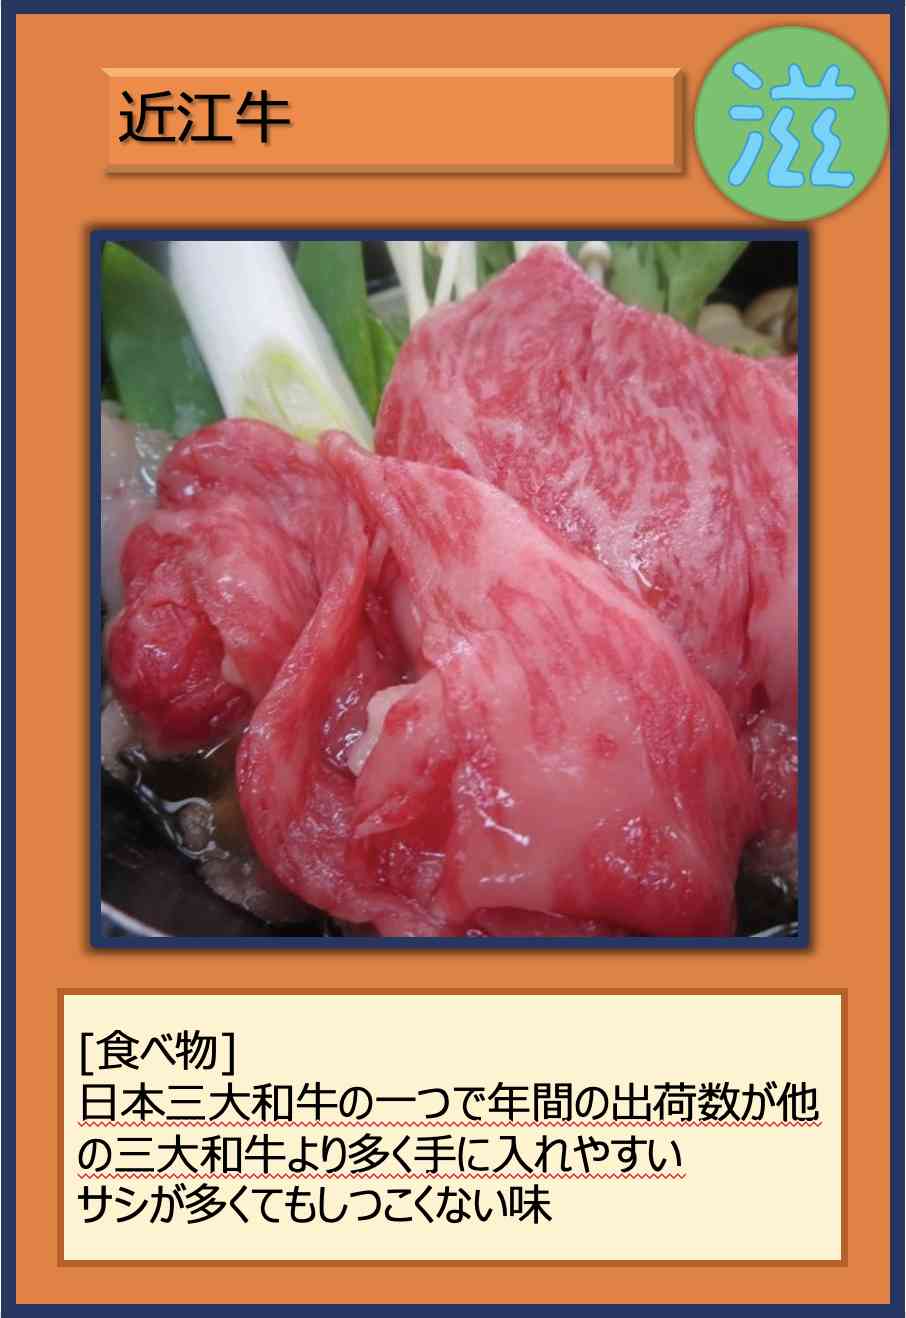 近江牛
滋
[食べ物]
日本三大和牛の一つで年間の出荷数が他
の三大和牛より多く手に入れやすい
サシが多くてもしつこくない味